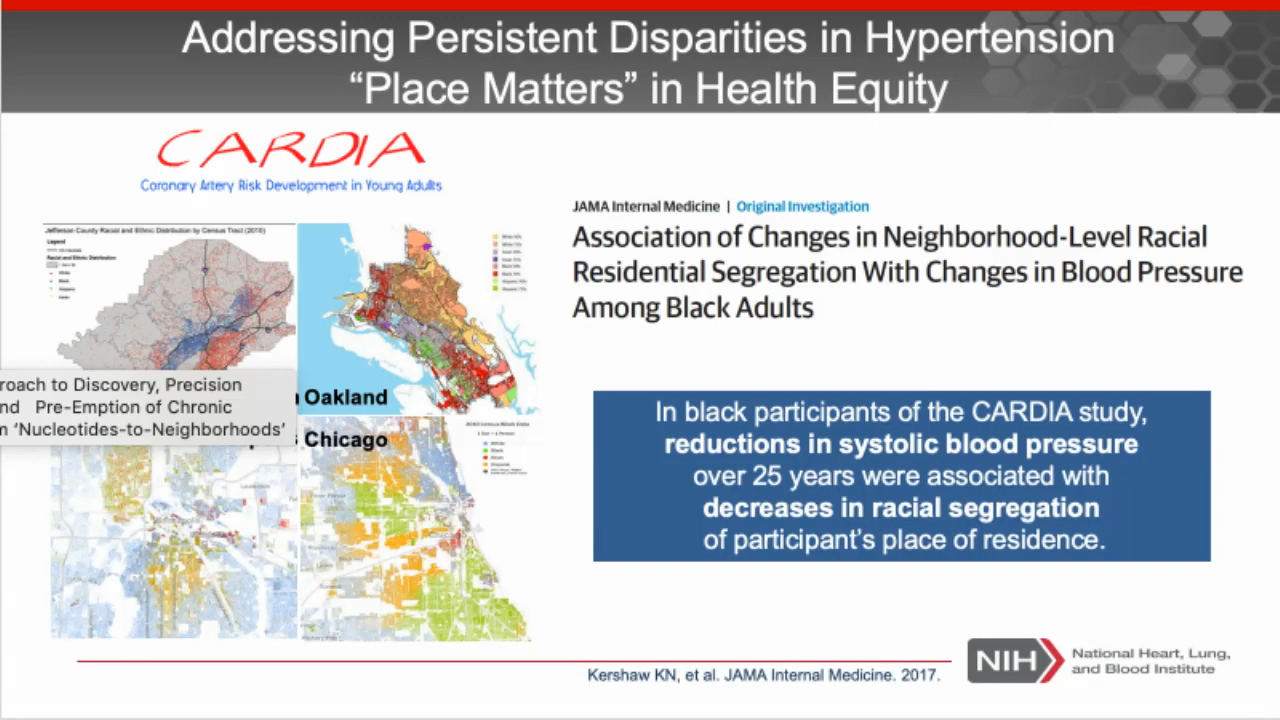 Addressing Persistent Disparities in Hypertension
“Place Matters” in Health Equity
CARDIA
Coronary Artery Risk Development in Young Adults
Jefferson County Racial and Ethnic Distribution by Census Tract (2010)
Legend
Racial and Ethnic Distribution
White
Black
JAMA Internal Medicine | Original Investigation
Association of Changes in Neighborhood-Level Racial
Residential Segregation With Changes in Blood Pressure
Among Black Adults
roach to Discovery, Precision
nd Pre-Emption of Chronic
‘Nucleotides-to-Neighborhoods’
Oakland
Chicago
In black participants of the CARDIA study,
reductions in systolic blood pressure
over 25 years were associated with
decreases in racial segregation
of participant’s place of residence.
Kershaw KN, et al. JAMA Internal Medicine. 2017.
NIH
National Heart, Lung,
and Blood Institute